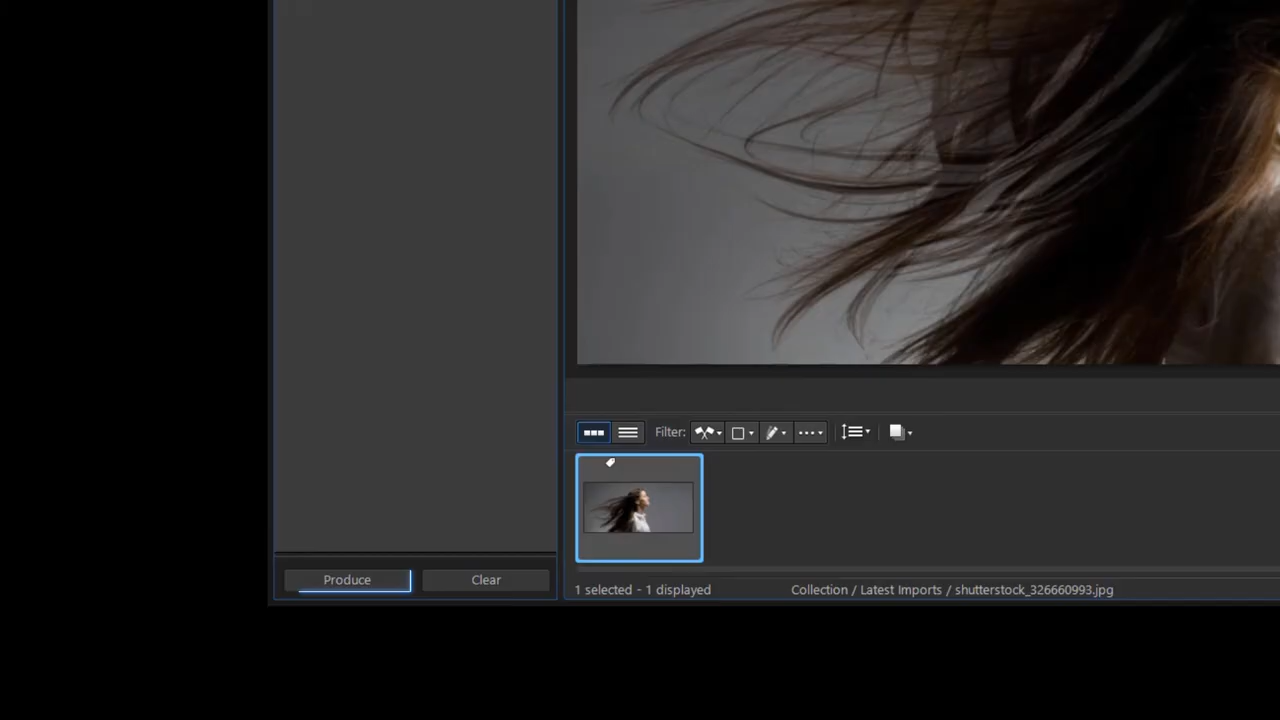 Filter:
Produce
Clear
1 selected - 1 displayed
Collection / Latest Imports / shutterstock_326660993.jpg